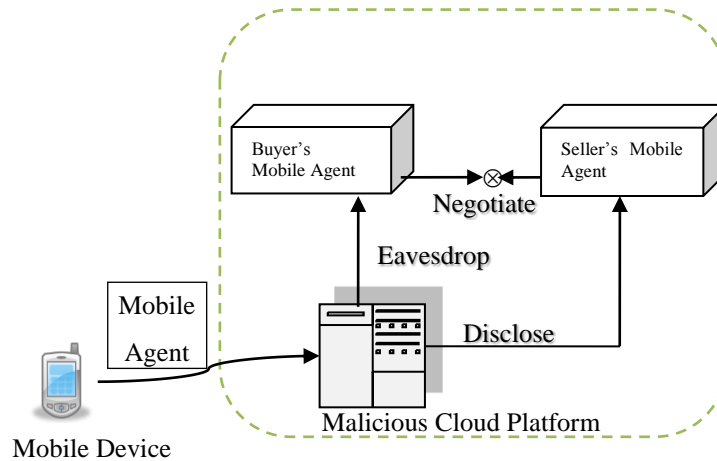 Buyer's
Mobile Agent
Seller's Mobile
Agent
Negotiate
Eavesdrop
Mobile
Agent
Disclose
Malicious Cloud Platform
Mobile Device